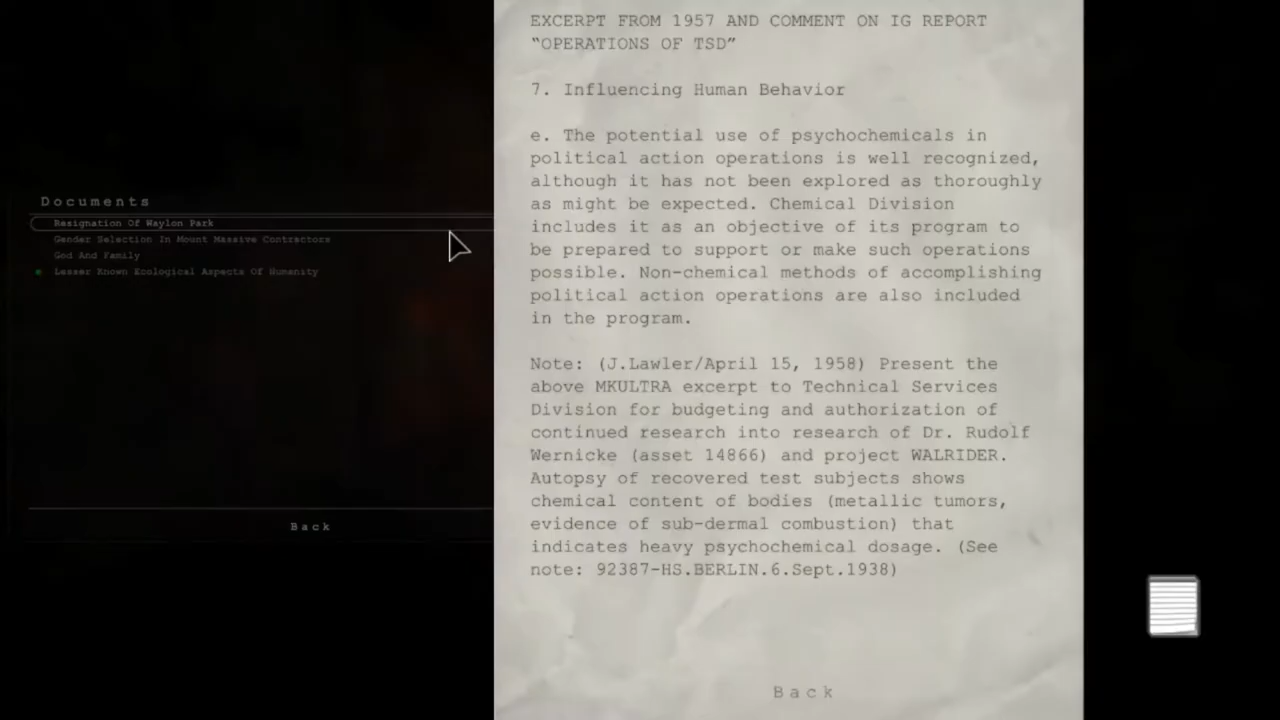 Documents
Resignation Of Waylon Park
Gender Selection In Mount Massive Contractors
God And Family
Lesser Known Ecological Aspects Of Humanity
Back
EXCERPT FROM 1957 AND COMMENT ON IG REPORT
“OPERATIONS OF TSD”
7. Influencing Human Behavior
e. The potential use of psychochemicals in
political action operations is well recognized,
although it has not been explored as thoroughly
as might be expected. Chemical Division
includes it as an objective of its program to
be prepared to support or make such operations
possible. Non-chemical methods of accomplishing
political action operations are also included
in the program.
Note: (J.Lawler/April 15, 1958) Present the
above MKULTRA excerpt to Technical Services
Division for budgeting and authorization of
continued research into research of Dr. Rudolf
Wernicke (asset 14866) and project WALRIDER.
Autopsy of recovered test subjects shows
chemical content of bodies (metallic tumors,
evidence of sub-dermal combustion) that
indicates heavy psychochemical dosage. (See
note: 92387-HS.BERLIN.6.Sept.1938)
Back